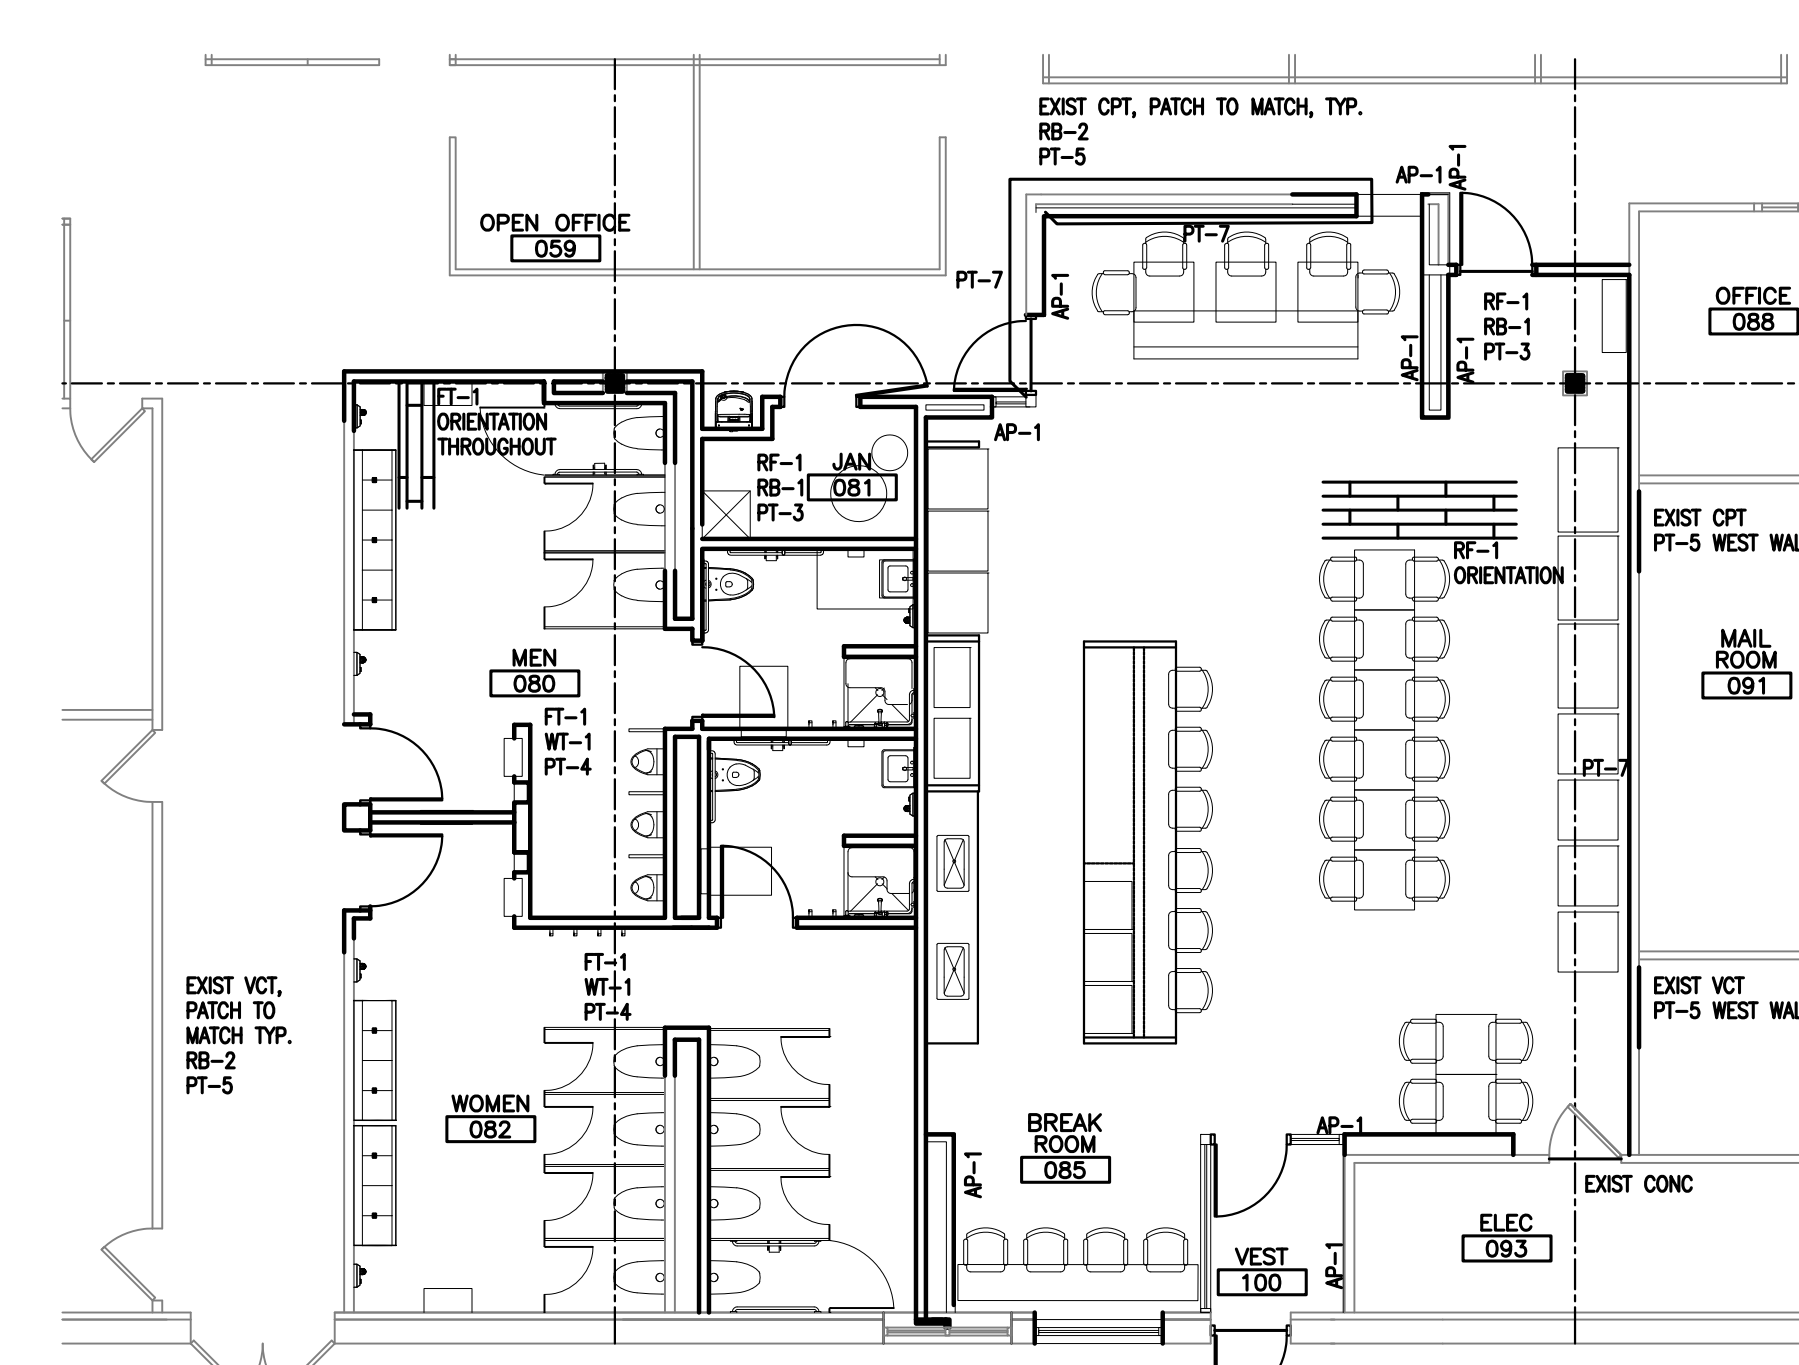 EXIST CPT, PATCH TO MATCH, TYP.
RB-2
PT-5
AP-1
AP-1
OPEN OFFICE
059
PT-7
PT-7
AP-1
RF-1
RB-1
PT-3
OFFICE
088
AP-1
AP-1
FT-1
ORIENTATION
THROUGHOUT
AP-1
RF-1
RB-1
PT-3
JAN
081
EXIST CPT
PT-5 WEST WAL
RF-1
ORIENTATION
MEN
080
MAIL
ROOM
091
FT-1
WT-1
PT-4
PT-7
FT-1
WT-1
PT-4
EXIST VCT,
PATCH TO
MATCH TYP.
RB-2
PT-5
EXIST VCT
PT-5 WEST WAL
WOMEN
082
BREAK
ROOM
085
AP-1
AP-1
EXIST CONC
ELEC
093
VEST
100
AP-1